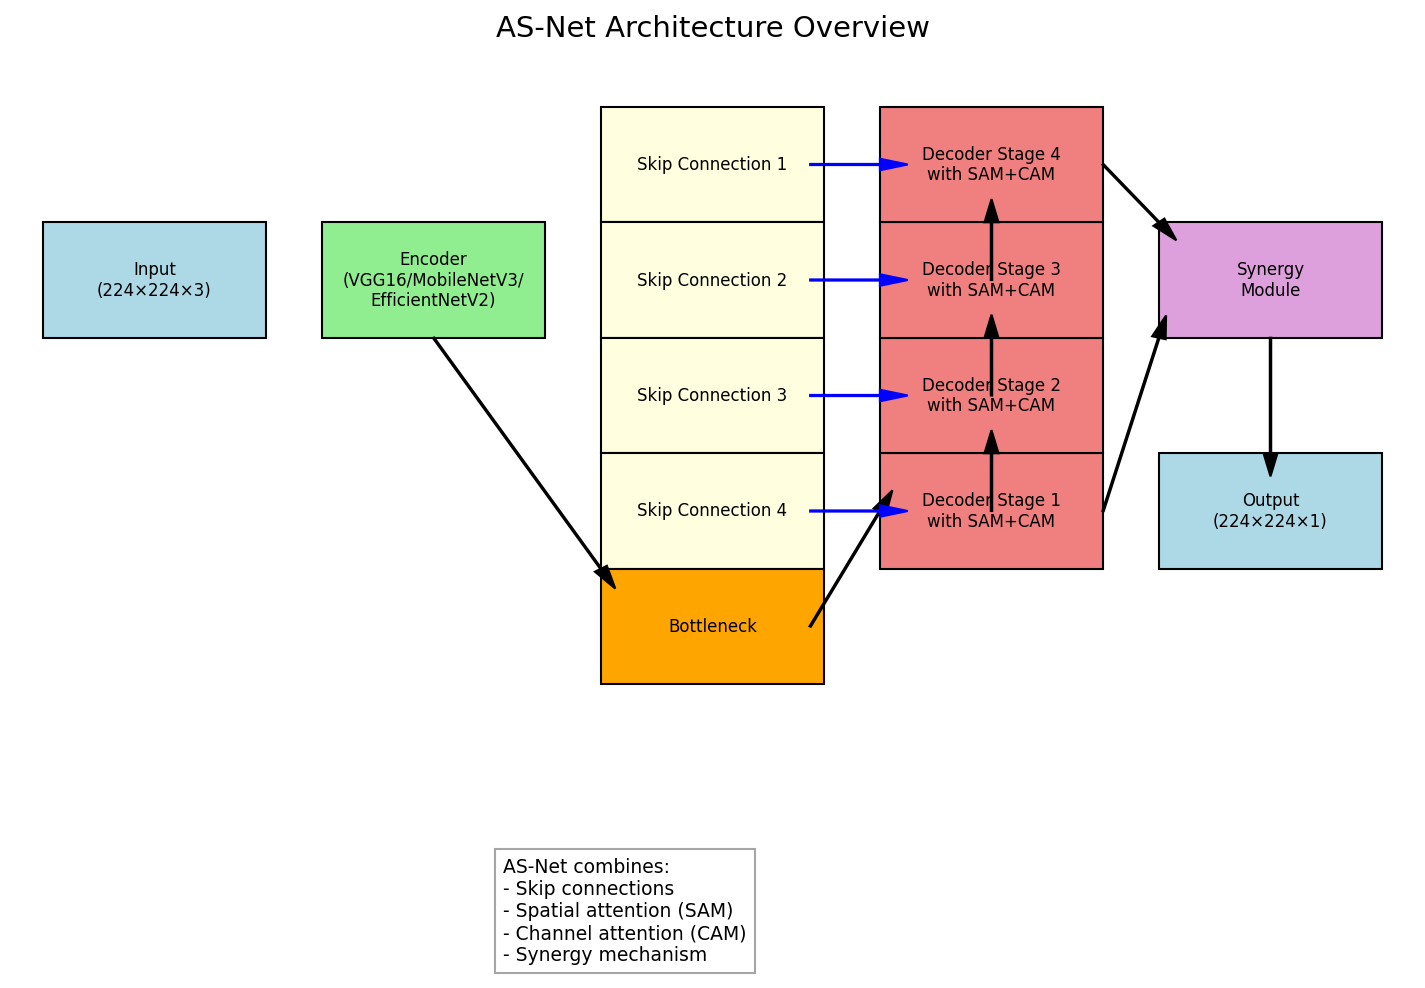 AS-Net Architecture Overview
Input
(224×224×3)
Encoder
(VGG16/MobileNetV3/
EfficientNetV2)
Skip Connection 1
Skip Connection 2
Skip Connection 3
Skip Connection 4
Bottleneck
Decoder Stage 4
with SAM+CAM
Decoder Stage 3
with SAM+CAM
Decoder Stage 2
with SAM+CAM
Decoder Stage 1
with SAM+CAM
Synergy
Module
Output
(224×224×1)
AS-Net combines:
- Skip connections
- Spatial attention (SAM)
- Channel attention (CAM)
- Synergy mechanism